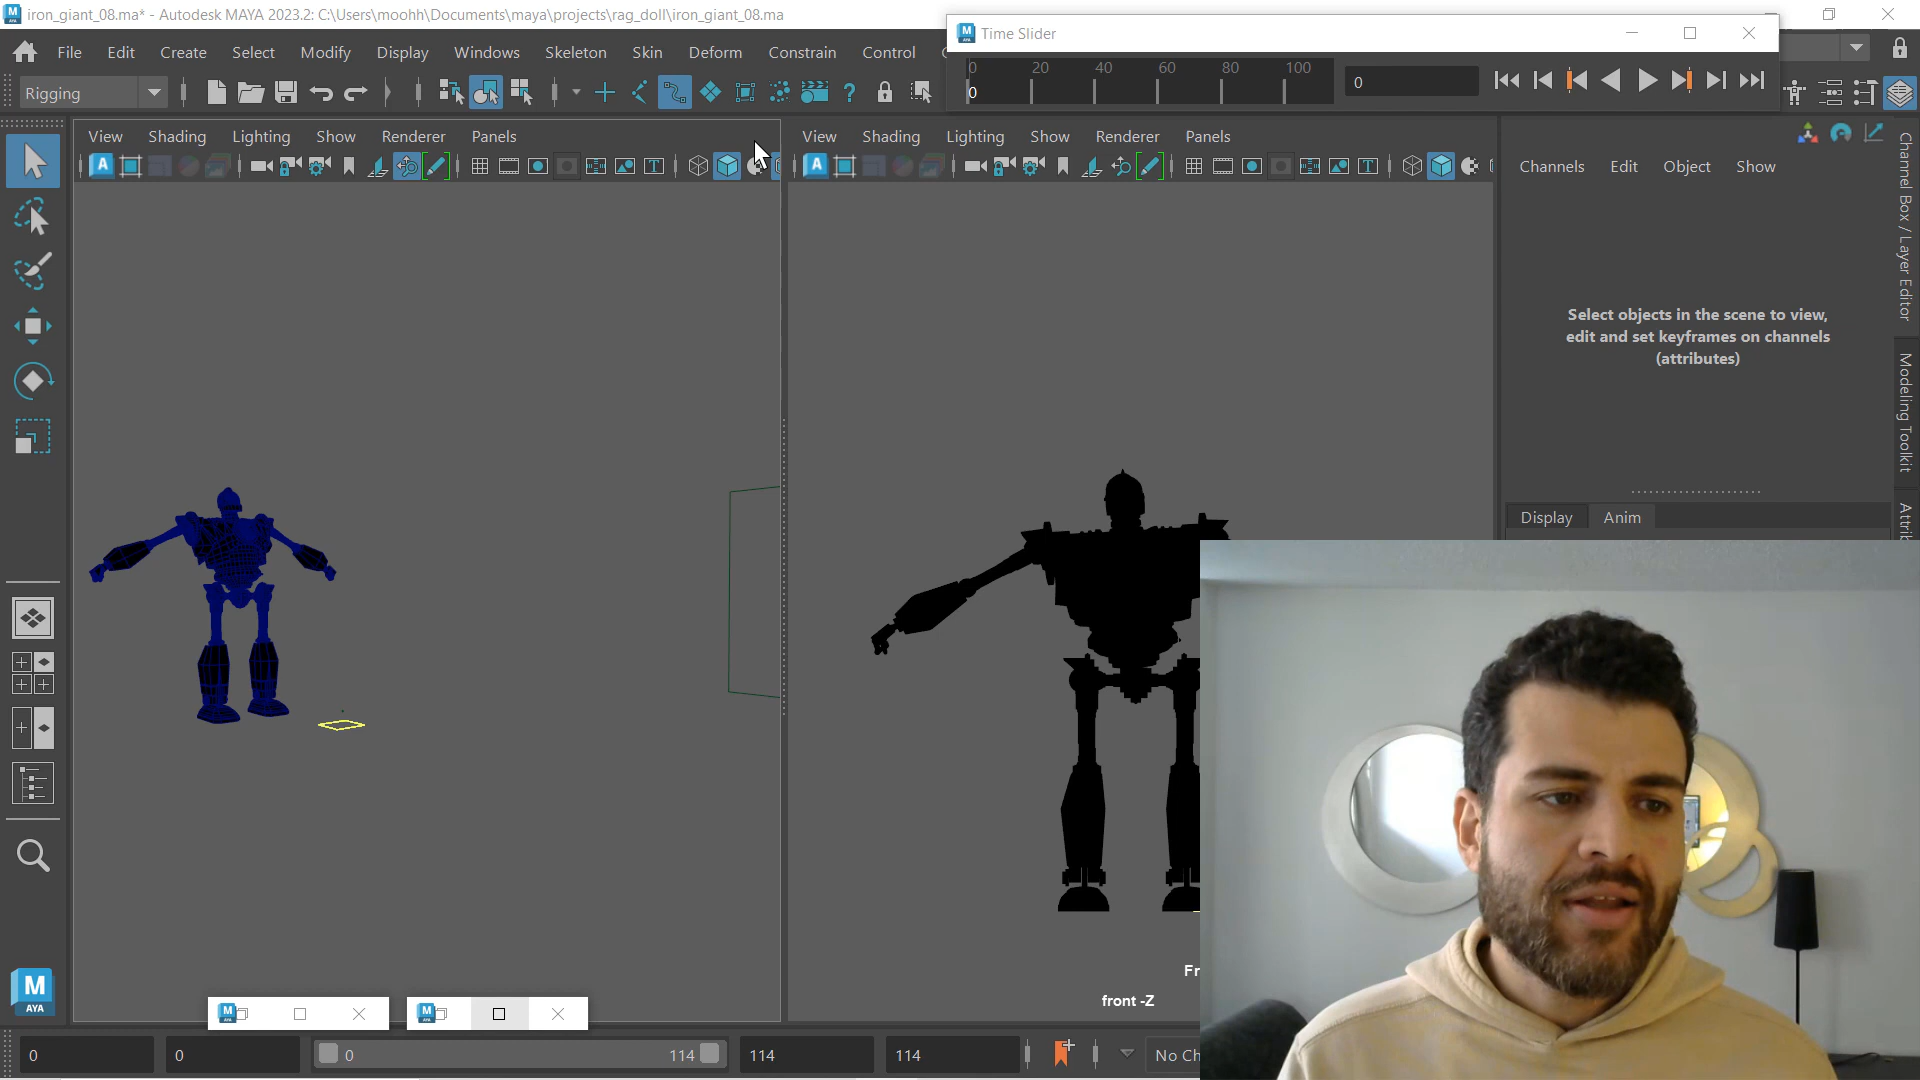 iron_giant_08.ma* - Autodesk MAYA 2023.2: C:\Users\moohh\Documents\maya\projects\rag_doll\iron_giant_08.ma
Time Slider
File Edit Create Select Modify Display Windows Skeleton Skin Deform Constrain Control
0 20 40 60 80 100
0
0
Rigging
View Shading Lighting Show Renderer Panels
View Shading Lighting Show Renderer Panels
Channels Edit Object Show
Channel Box / Layer Editor
Modeling Toolkit
Select objects in the scene to view,
edit and set keyframes on channels
(attributes)
Display Anim
front -Z
M
AYA
0 0 0 114 114 114